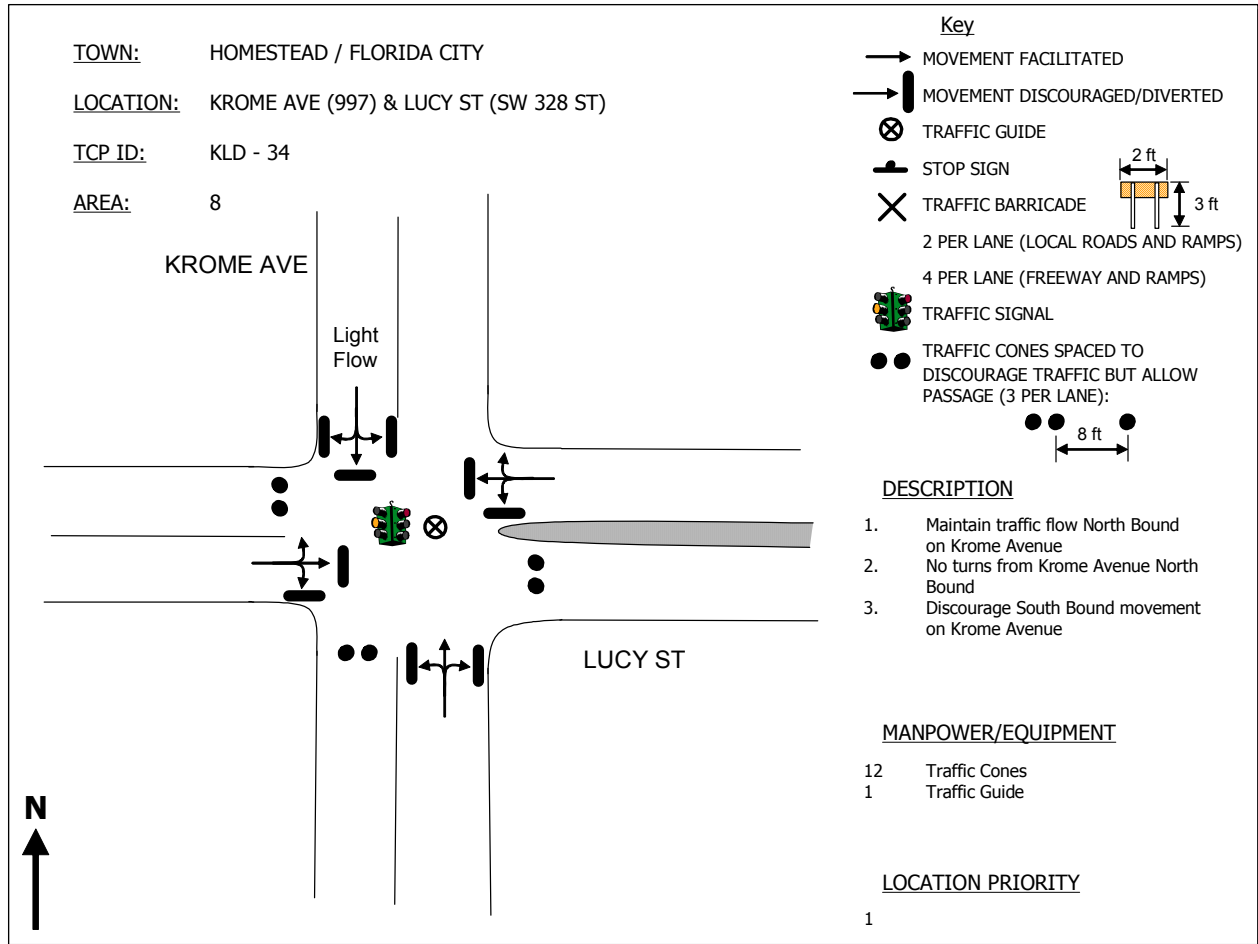 TOWN: HOMESTEAD / FLORIDA CITY
LOCATION: KROME AVE (997) & LUCY ST (SW 328 ST)
TCP ID: KLD - 34
AREA: 8
KROME AVE
Light
Flow
LUCY ST
N
Key
MOVEMENT FACILITATED
MOVEMENT DISCOURAGED/DIVERTED
TRAFFIC GUIDE
STOP SIGN
2 ft
TRAFFIC BARRICADE
3 ft
2 PER LANE (LOCAL ROADS AND RAMPS)
4 PER LANE (FREEWAY AND RAMPS)
TRAFFIC SIGNAL
TRAFFIC CONES SPACED TO
DISCOURAGE TRAFFIC BUT ALLOW
PASSAGE (3 PER LANE):
8 ft
DESCRIPTION
1. Maintain traffic flow North Bound
on Krome Avenue
2. No turns from Krome Avenue North
Bound
3. Discourage South Bound movement
on Krome Avenue
MANPOWER/EQUIPMENT
12 Traffic Cones
1 Traffic Guide
LOCATION PRIORITY
1